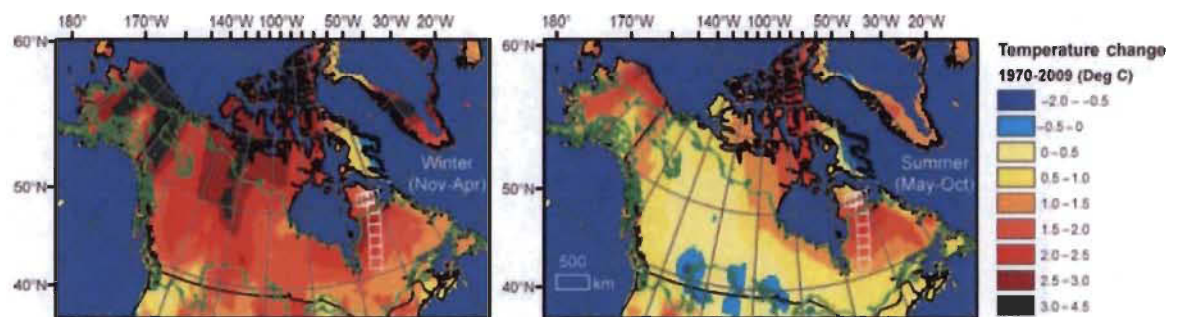 180° 170°W 140°W 100°W 50°W 30°W 20°W
60°N
50°N
40°N
Winter
(Nov-Apr)
180° 170°W 140°W 100°W 50°W 30°W 20°W
60°N
50°N
40°N
Summer
(May-Oct)
500
km
Temperature change
1970-2009 (Deg C)
-2.0 - -0.5
-0.5-0
0-0.5
0.5-1.0
1.0-1.5
1.5-2.0
2.0-2.5
2.5-3.0
3.0-4.5